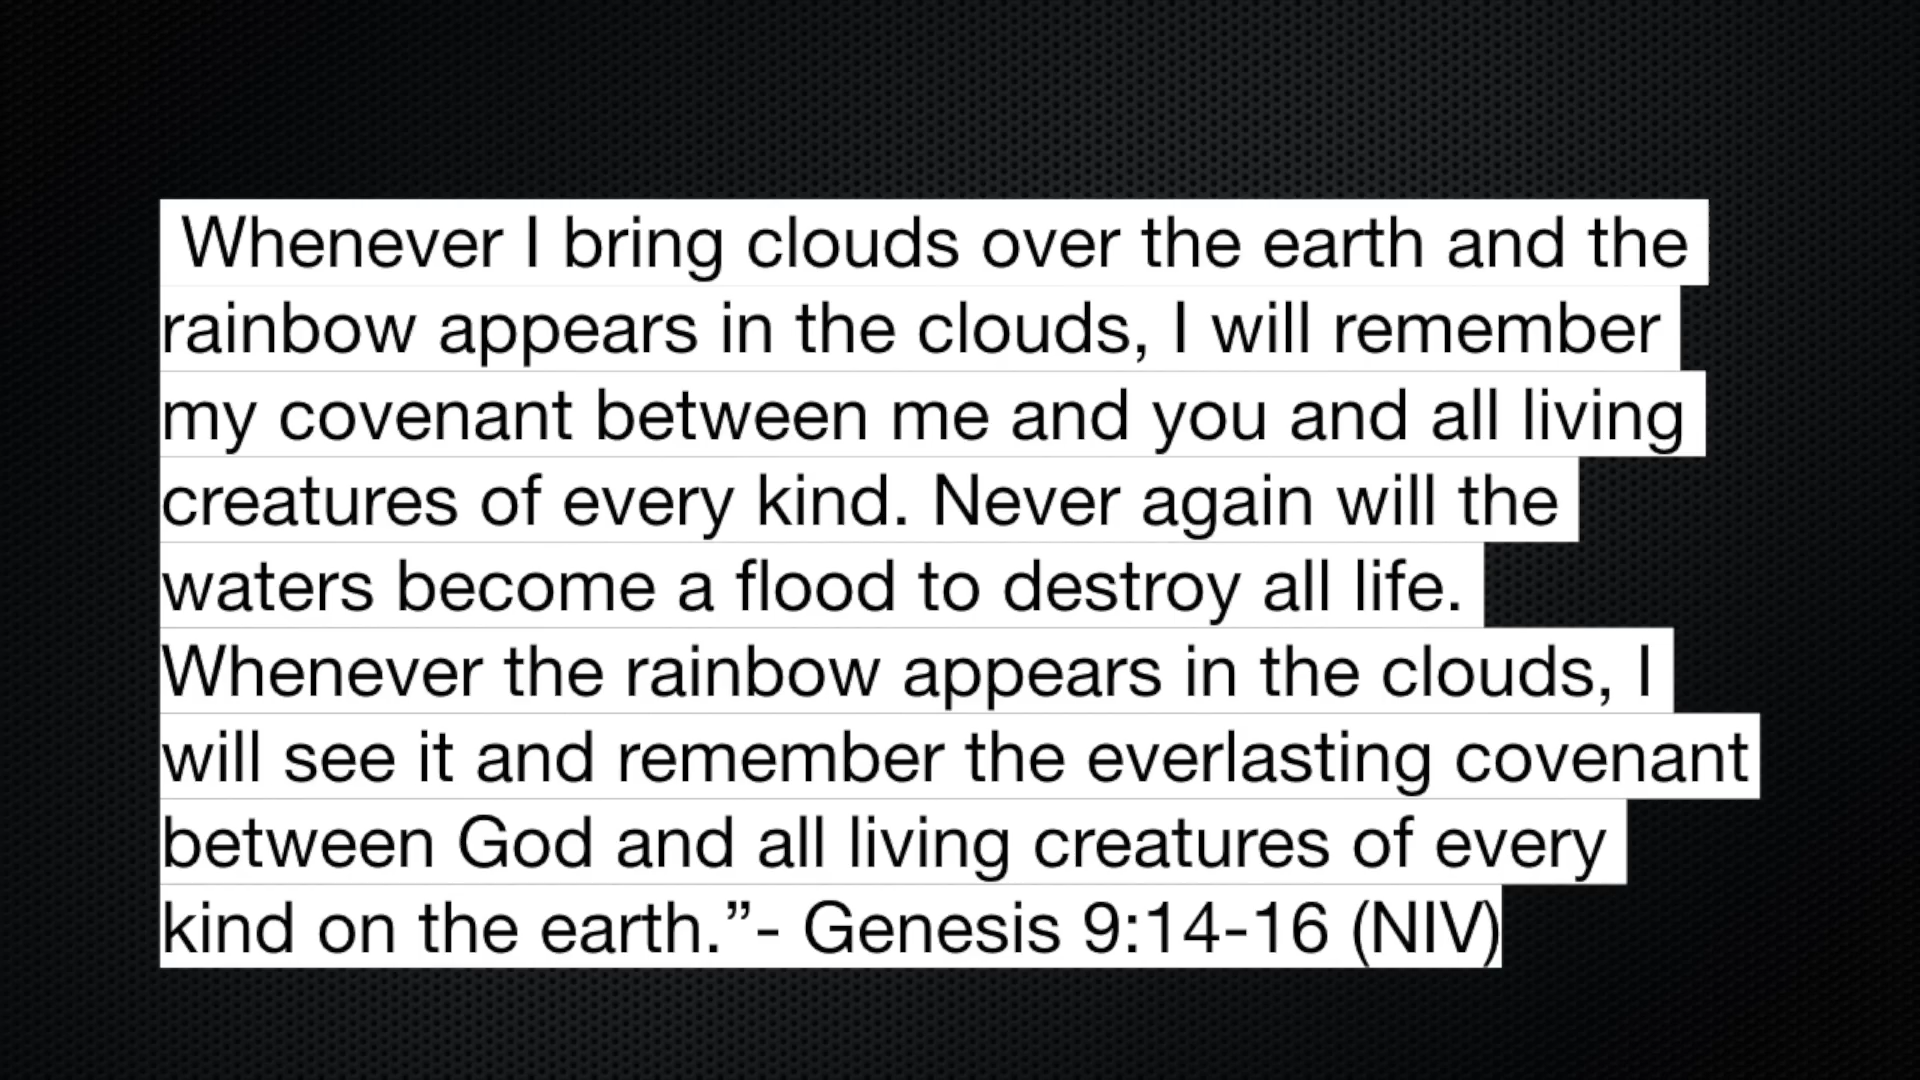 Whenever I bring clouds over the earth and the
rainbow appears in the clouds, I will remember
my covenant between me and you and all living
creatures of every kind. Never again will the
waters become a flood to destroy all life.
Whenever the rainbow appears in the clouds, I
will see it and remember the everlasting covenant
between God and all living creatures of every
kind on the earth.”- Genesis 9:14-16 (NIV)